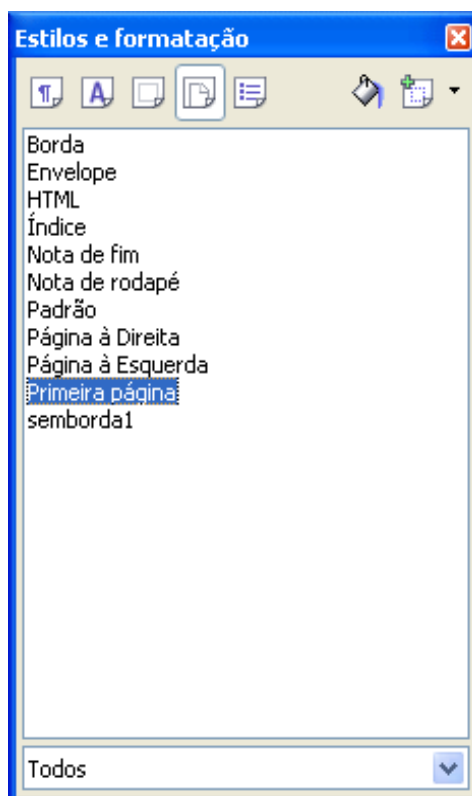 Estilos e formatação
Borda
Envelope
HTML
Índice
Nota de fim
Nota de rodapé
Padrão
Página à Direita
Página à Esquerda
Primeira página
semborda1
Todos